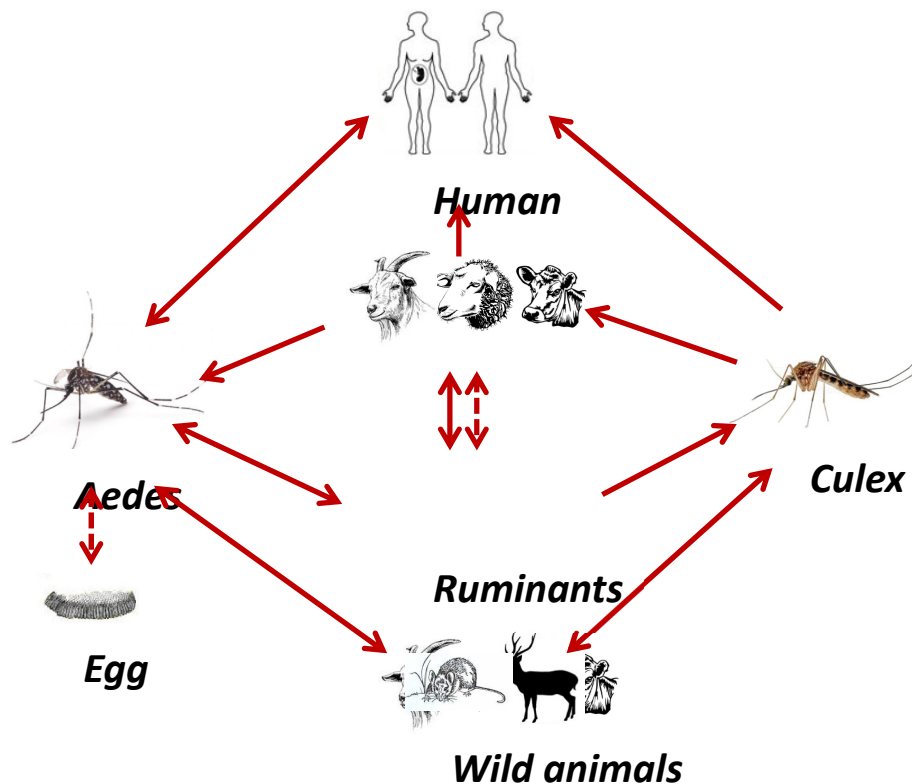 Human
Aedes
Culex
Ruminants
Egg
Wild animals